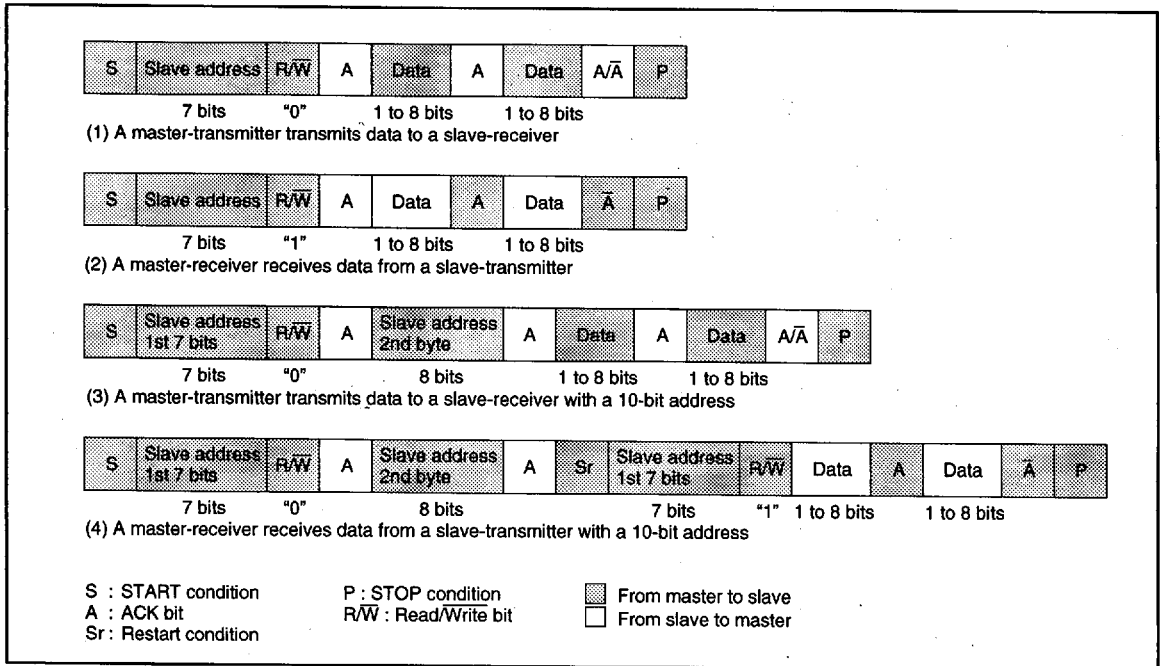 S Slave address R/W̅ A Data A Data A/A̅ P
7 bits "0" 1 to 8 bits 1 to 8 bits
(1) A master-transmitter transmits data to a slave-receiver
S Slave address R/W̅ A Data A Data A̅ P
7 bits "1" 1 to 8 bits 1 to 8 bits
(2) A master-receiver receives data from a slave-transmitter
S Slave address 1st 7 bits R/W̅ A Slave address 2nd byte A Data A Data A/A̅ P
7 bits "0" 8 bits 1 to 8 bits 1 to 8 bits
(3) A master-transmitter transmits data to a slave-receiver with a 10-bit address
S Slave address 1st 7 bits R/W̅ A Slave address 2nd byte A Sr Slave address 1st 7 bits R/W̅ Data A Data A̅ P
7 bits "0" 8 bits 7 bits "1" 1 to 8 bits 1 to 8 bits
(4) A master-receiver receives data from a slave-transmitter with a 10-bit address
S : START condition P : STOP condition From master to slave
A : ACK bit R/W̅ : Read/W̅r̅i̅t̅e̅ bit From slave to master
Sr : Restart condition